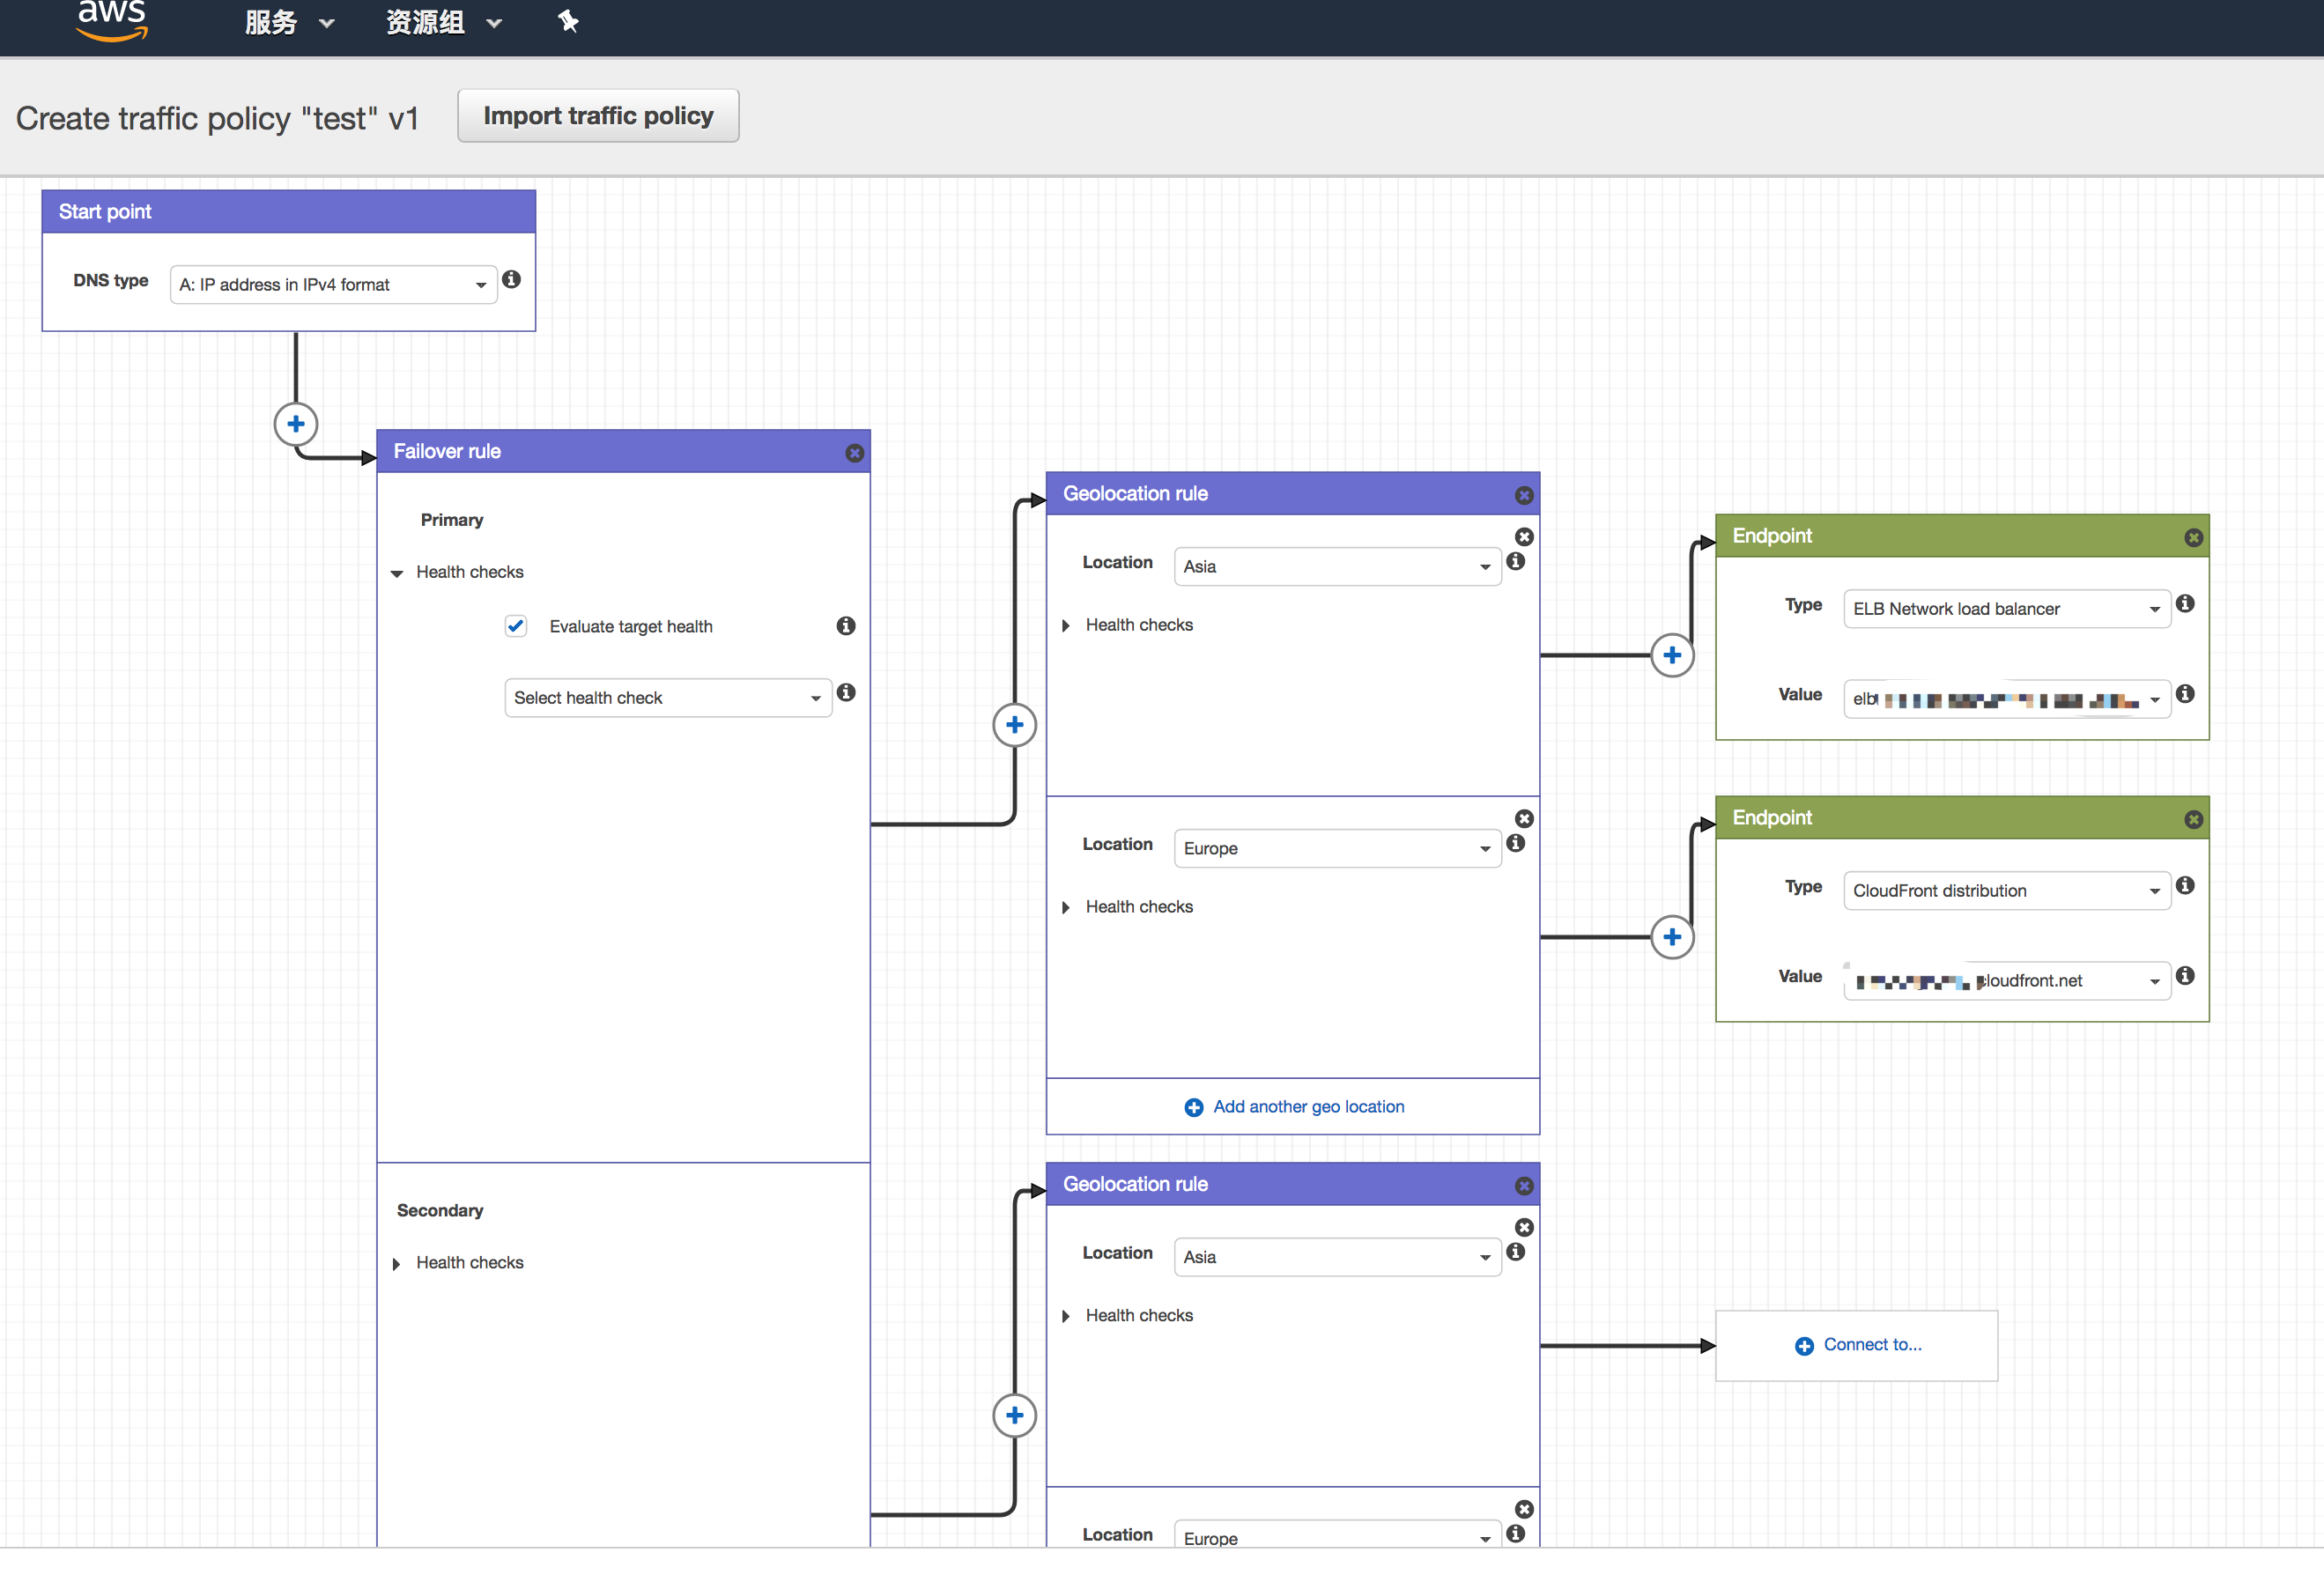 aws
服务
资源组
Create traffic policy "test" v1
Import traffic policy
Start point
DNS type
A: IP address in IPv4 format
Failover rule
Primary
Health checks
Evaluate target health
Select health check
Geolocation rule
Location
Asia
Health checks
Location
Europe
Health checks
Add another geo location
Endpoint
Type
ELB Network load balancer
Value
elb
Endpoint
Type
CloudFront distribution
Value
cloudfront.net
Secondary
Health checks
Geolocation rule
Location
Asia
Health checks
Connect to...
Location
Europe